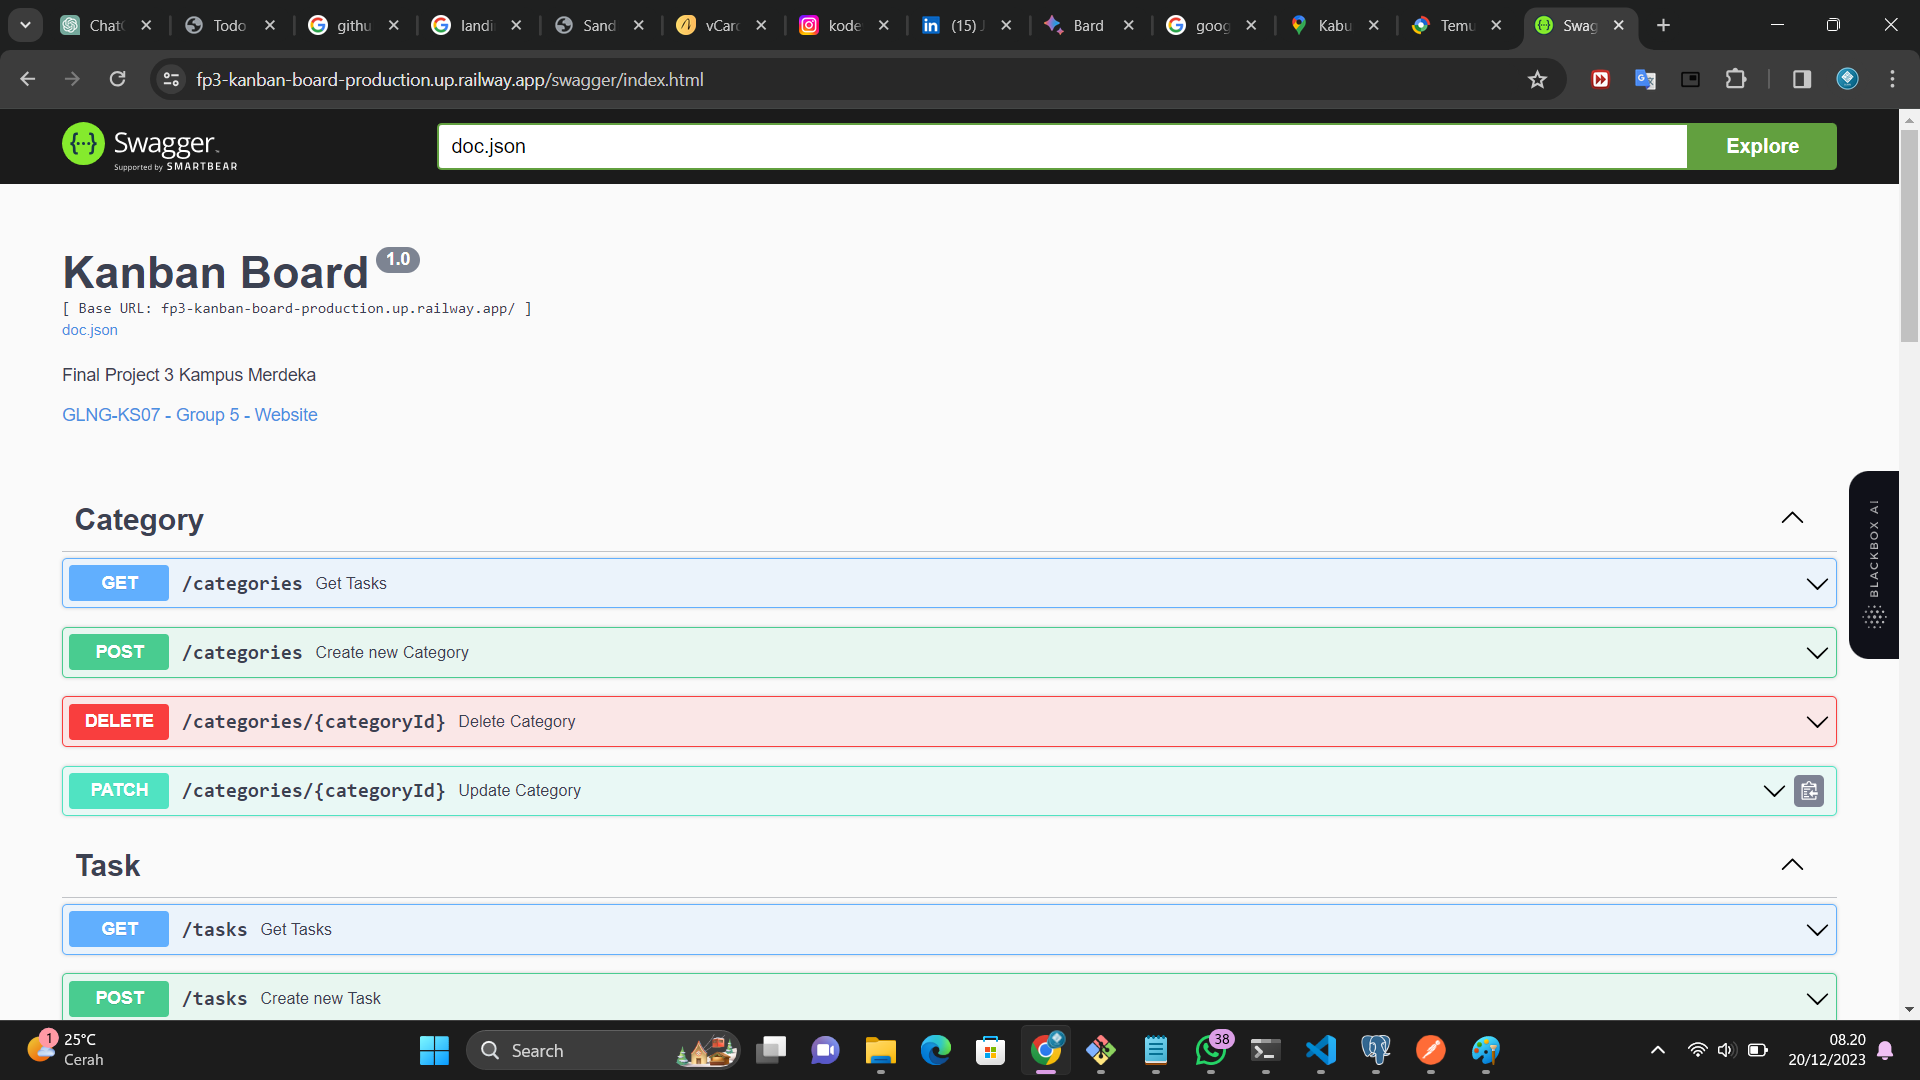 Chat
Todo
githu
landi
Sand
vCard
kode
(15) J
Bard
goog
Kabu
Temu
Swag
fp3-kanban-board-production.up.railway.app/swagger/index.html
Swagger
Supported by SMARTBEAR
doc.json
Explore
Kanban Board 1.0
[ Base URL: fp3-kanban-board-production.up.railway.app/ ]
doc.json
Final Project 3 Kampus Merdeka
GLNG-KS07 - Group 5 - Website
Category
GET /categories Get Tasks
POST /categories Create new Category
DELETE /categories/{categoryId} Delete Category
PATCH /categories/{categoryId} Update Category
BLACKBOX AI
Task
GET /tasks Get Tasks
POST /tasks Create new Task
1
25°C
Cerah
Search
38
08.20
20/12/2023